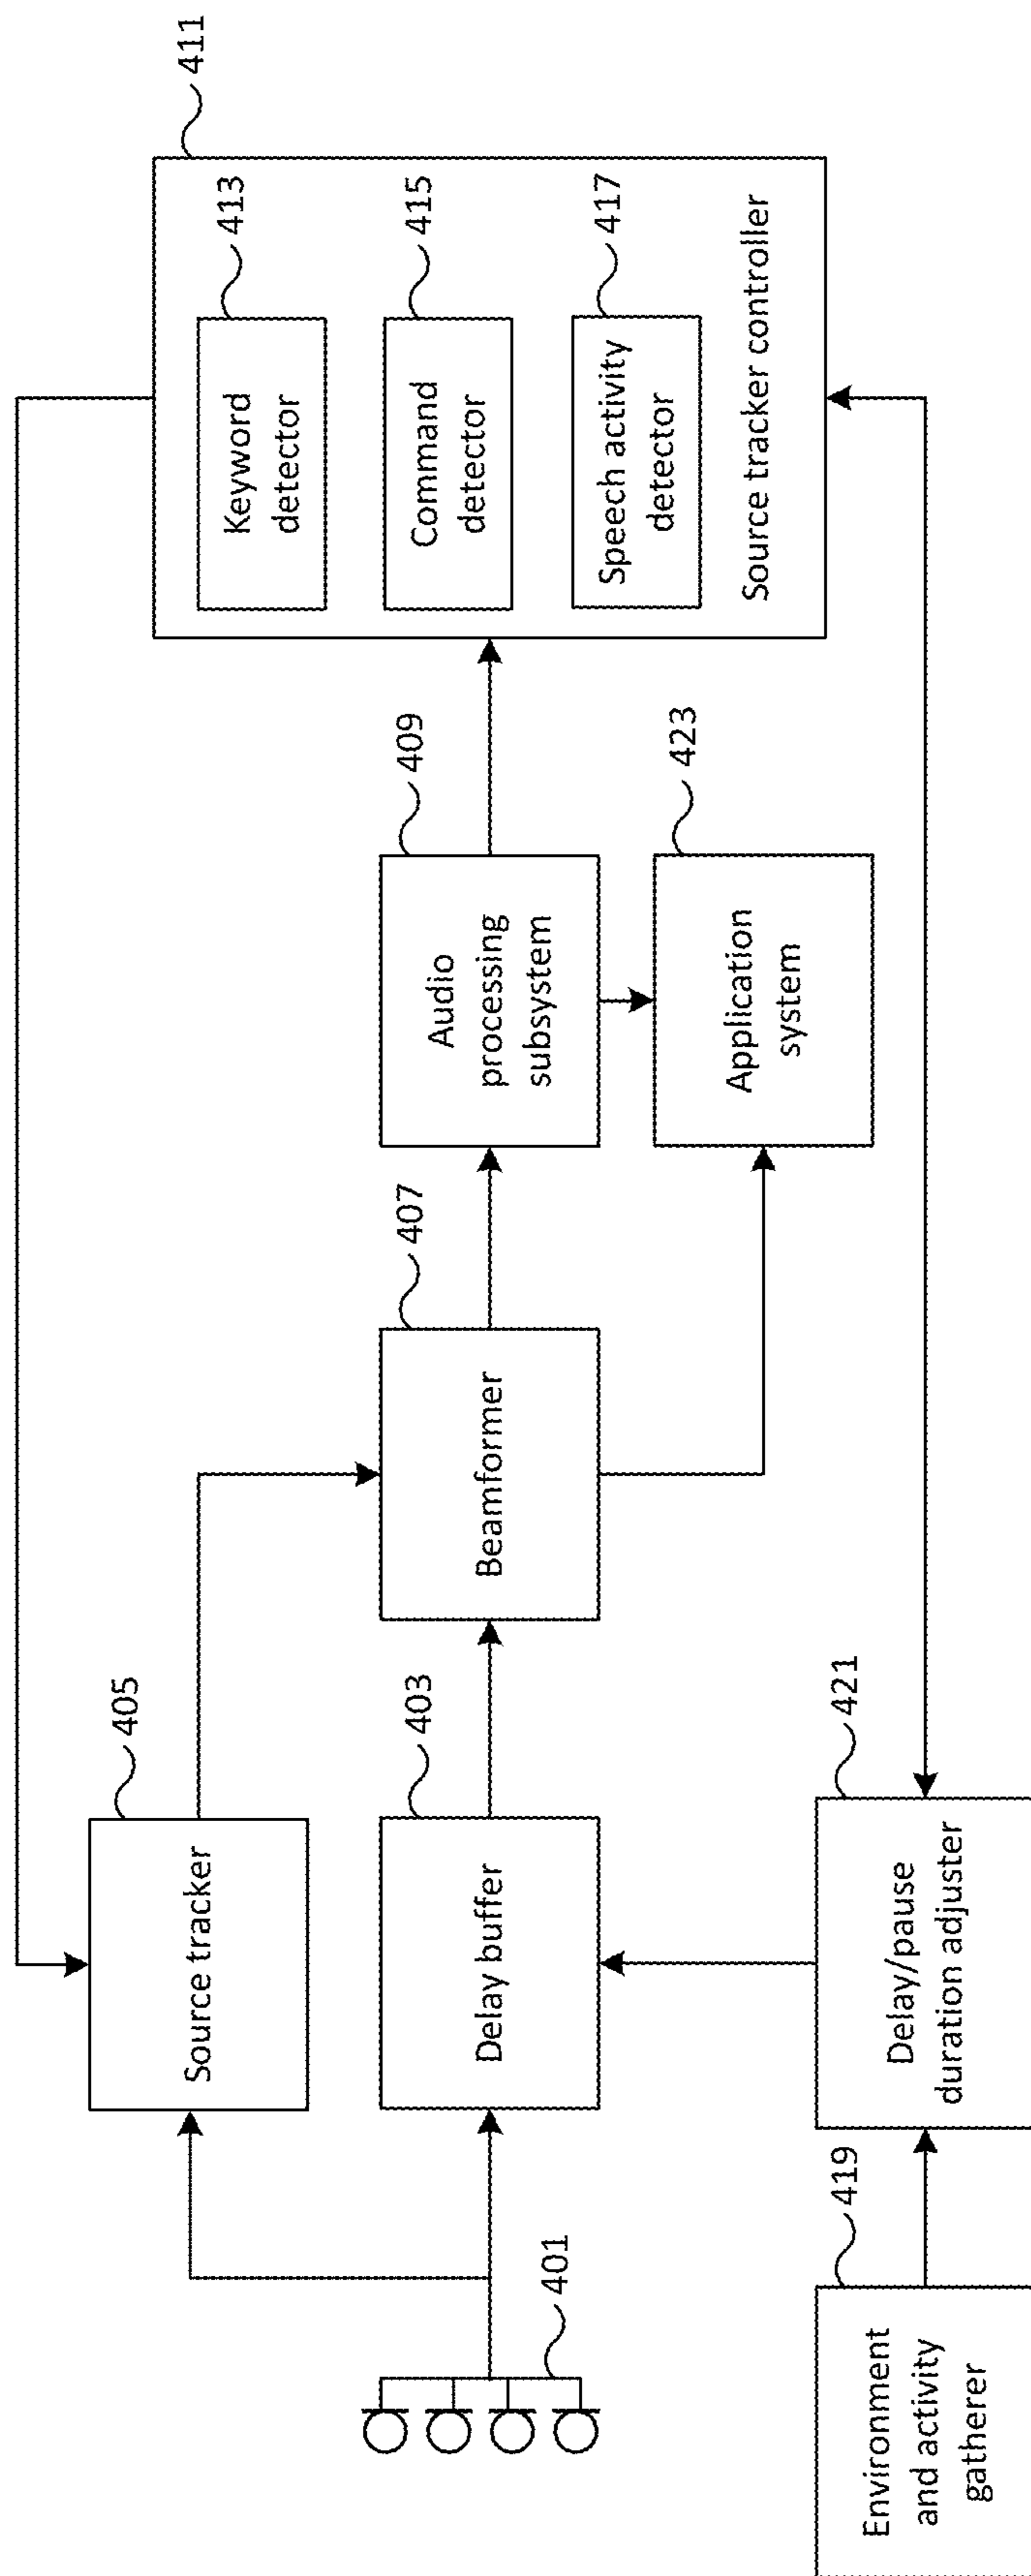 411
413
Keyword
detector
415
Command
detector
417
Speech activity
detector
Source tracker controller
409
Audio
processing
subsystem
423
Application
system
407
Beamformer
405
Source tracker
403
Delay buffer
421
Delay/pause
duration adjuster
401
419
Environment
and activity
gatherer